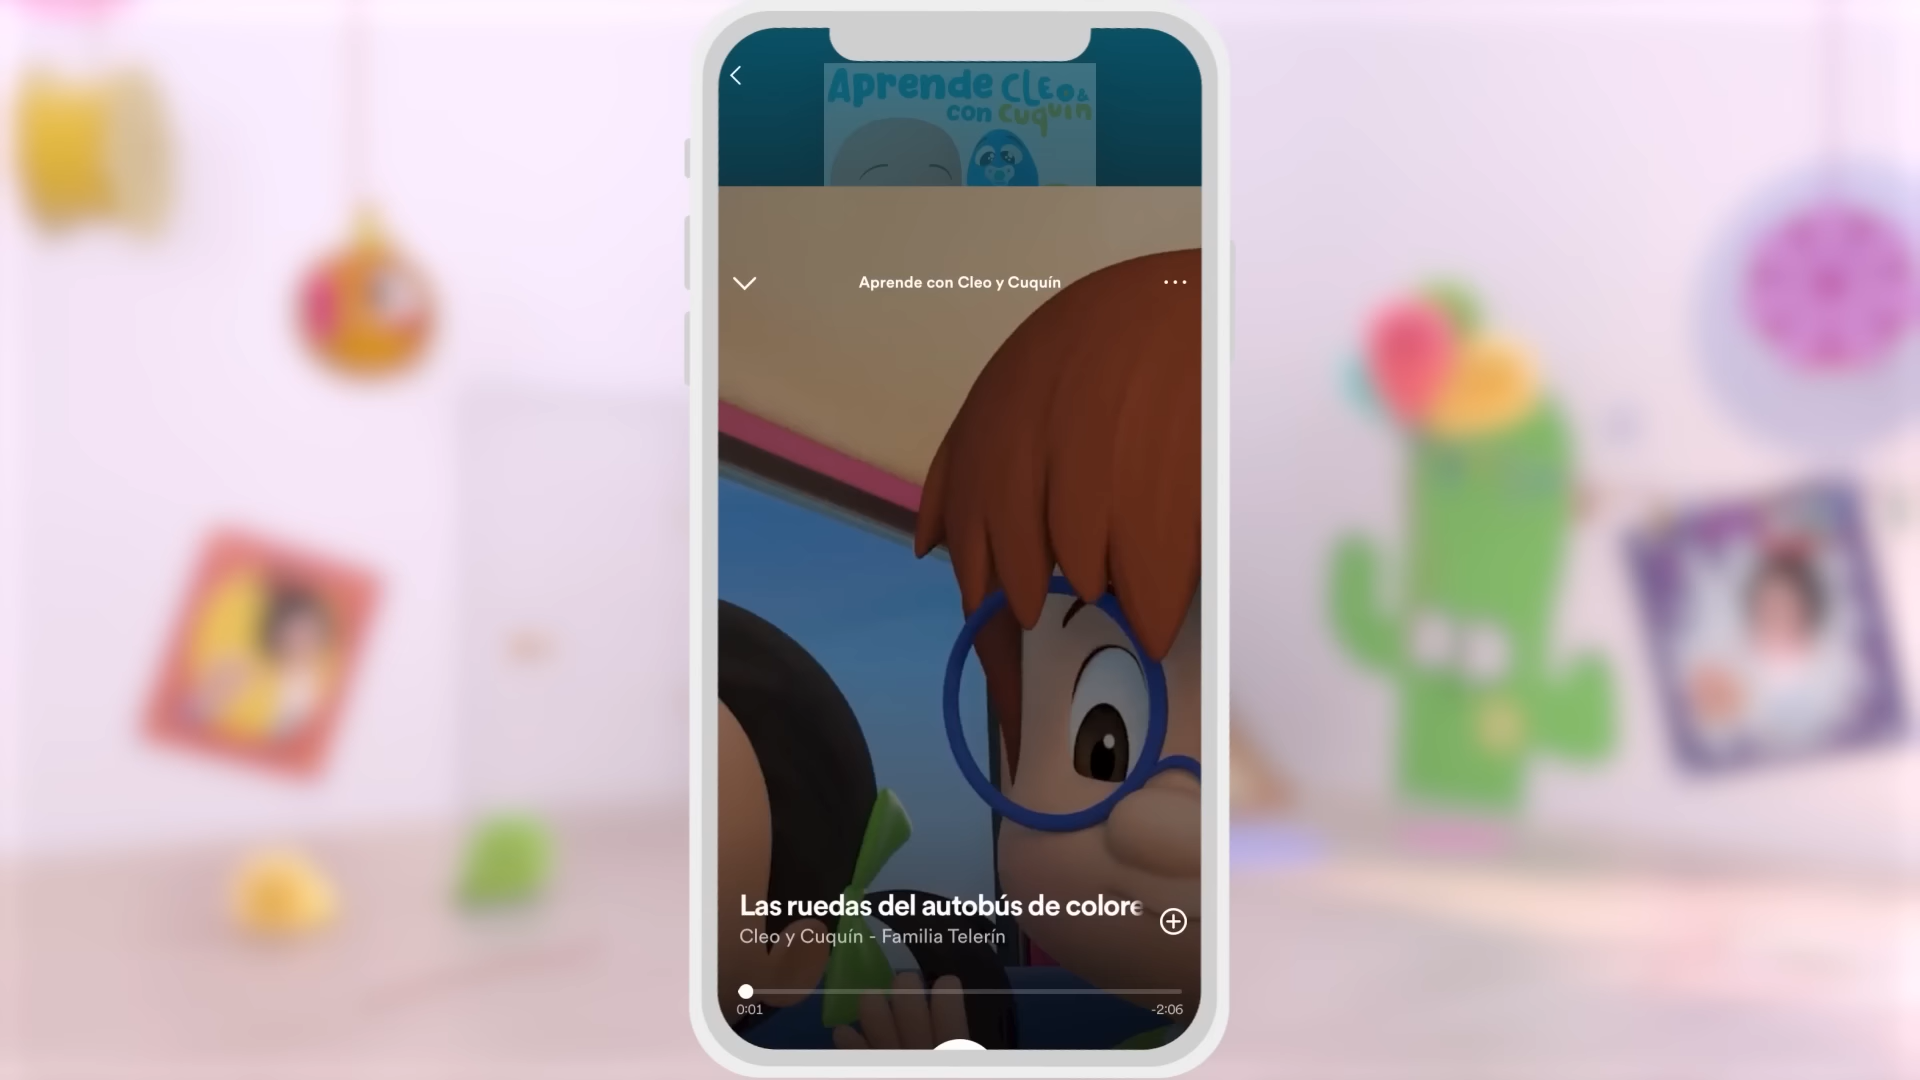 Aprende CLEO&
con cuquín
Aprende con Cleo y Cuquín
Las ruedas del autobús de colore
Cleo y Cuquín - Familia Telerín
0:01
-2:06